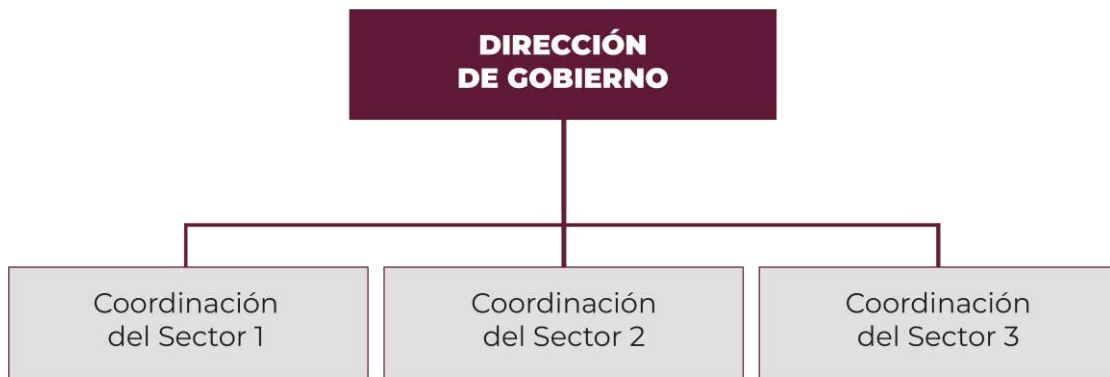 DIRECCIÓN
DE GOBIERNO
Coordinación
del Sector 1
Coordinación
del Sector 2
Coordinación
del Sector 3